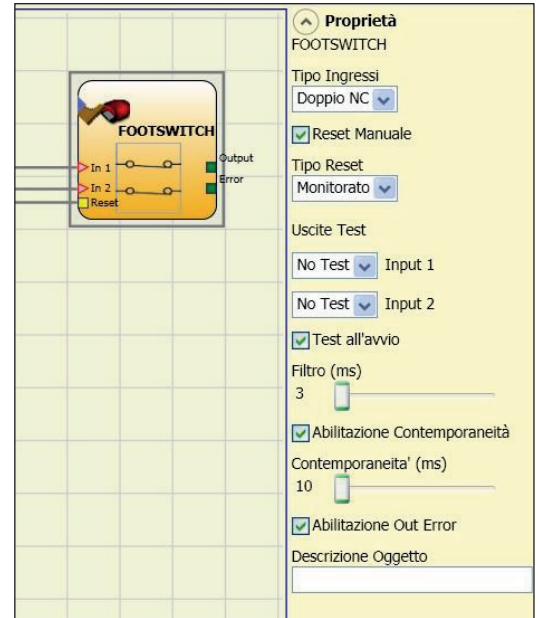 FOOTSWITCH
In 1
In 2
Reset
Output
Error
Proprietà
FOOTSWITCH
Tipo Ingressi
Doppio NC
Reset Manuale
Tipo Reset
Monitorato
Uscite Test
No Test Input 1
No Test Input 2
Test all'avvio
Filtro (ms)
3
Abilitazione Contemporaneità
Contemporaneita' (ms)
10
Abilitazione Out Error
Descrizione Oggetto